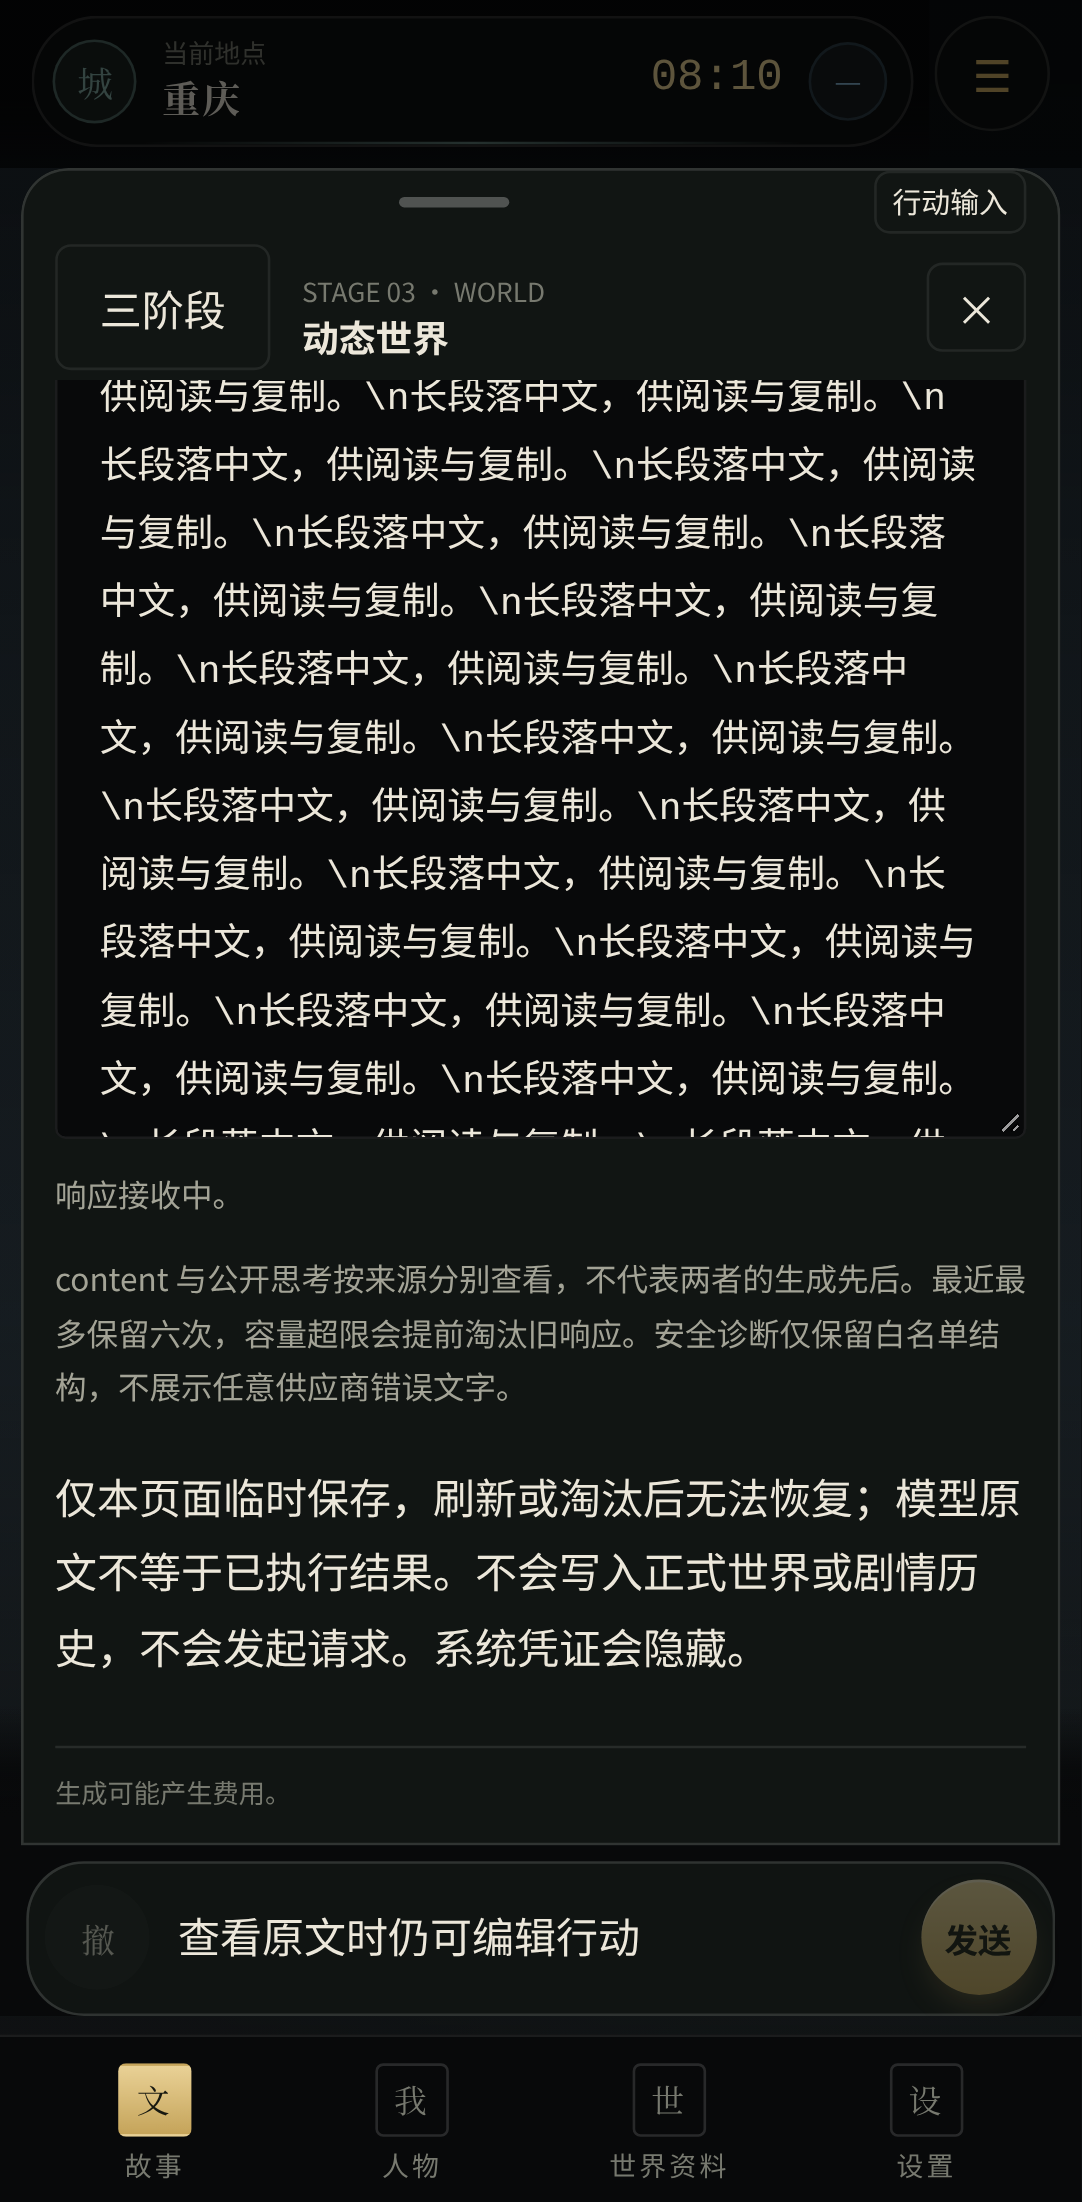 城
当前地点
重庆
08:10
行动输入
三阶段
STAGE 03 · WORLD
动态世界
供阅读与复制。\n长段落中文，供阅读与复制。\n
长段落中文，供阅读与复制。\n长段落中文，供阅读
与复制。\n长段落中文，供阅读与复制。\n长段落
中文，供阅读与复制。\n长段落中文，供阅读与复
制。\n长段落中文，供阅读与复制。\n长段落中
文，供阅读与复制。\n长段落中文，供阅读与复制。
\n长段落中文，供阅读与复制。\n长段落中文，供
阅读与复制。\n长段落中文，供阅读与复制。\n长
段落中文，供阅读与复制。\n长段落中文，供阅读与
复制。\n长段落中文，供阅读与复制。\n长段落中
文，供阅读与复制。\n长段落中文，供阅读与复制。
响应接收中。
content 与公开思考按来源分别查看，不代表两者的生成先后。最近最
多保留六次，容量超限会提前淘汰旧响应。安全诊断仅保留白名单结
构，不展示任意供应商错误文字。
仅本页面临时保存，刷新或淘汰后无法恢复；模型原
文不等于已执行结果。不会写入正式世界或剧情历
史，不会发起请求。系统凭证会隐藏。
生成可能产生费用。
撤
查看原文时仍可编辑行动
发送
文
故事
我
人物
世
世界资料
设
设置